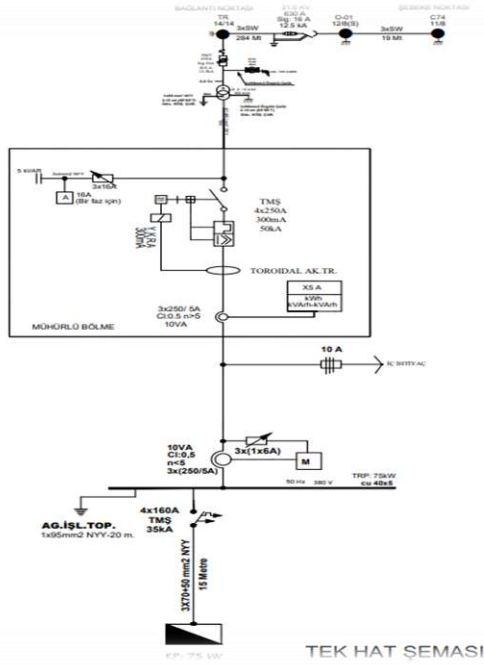 BAĞLANTI NOKTASI
31.5 KV.
630 A
Sig: 16 A
12.5 kA
ŞEBEKE NOKTASI
TR
14/14
3xSW
284 Mt
O-01
12/8(S)
3xSW
19 Mt
C74
11/8
5 kVAR
3x16A
A
16A
(Bir faz için)
TMŞ
4x250A
300mA
50kA
Y.K.R.A
300mA
TOROIDAL AK.TR.
X5 A
kWh
kVArh-kVArh
3x250/ 5A
Cl:0.5 n>5
10VA
MÜHÜRLÜ BÖLME
10 A
İÇ İHTİYAÇ
10VA
Cl:0,5
n<5
3x(250/5A)
3x(1x6A)
M
50 Hz 380 V
TRP: 75kW
cu 40x5
AG.İŞL.TOP.
1x95mm2 NYY-20 m.
4x160A
TMŞ
35kA
3X70+50 mm2 NYY
15 Metre
KP: 75 kW
TEK HAT ŞEMASI